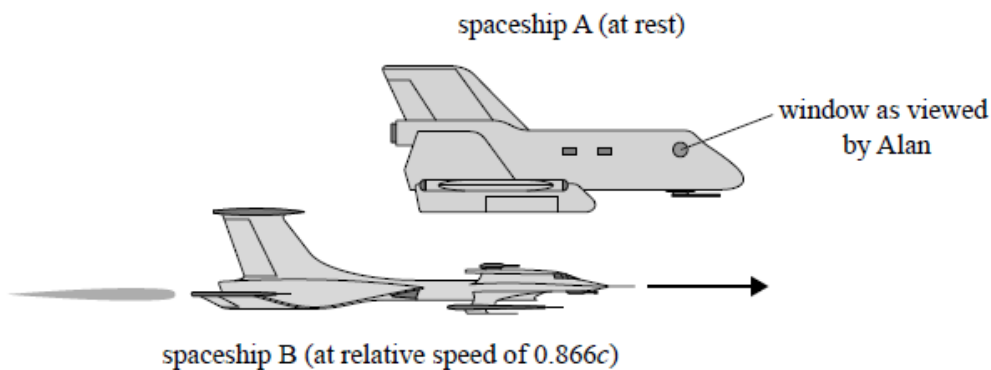 spaceship A (at rest)
window as viewed
by Alan
spaceship B (at relative speed of 0.866c)